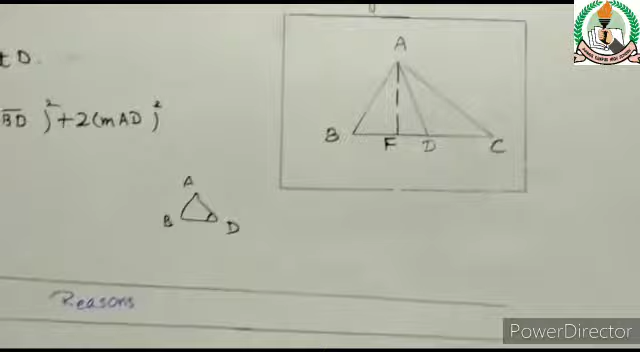 t D.
BD )² + 2(mAD )²
A
B F D C
A
B D
Reasons
PowerDirector